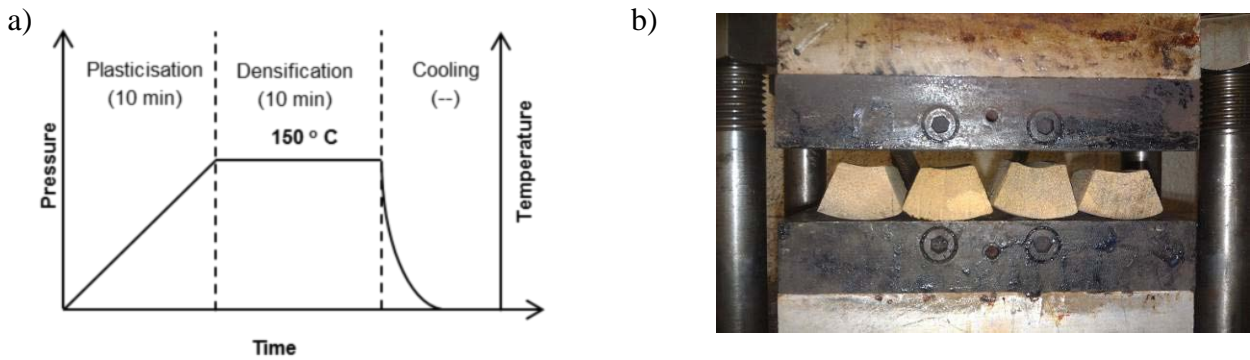 a)
b)
Plasticisation
(10 min)
Densification
(10 min)
Cooling
(--)
150 ° C
Pressure
Temperature
Time